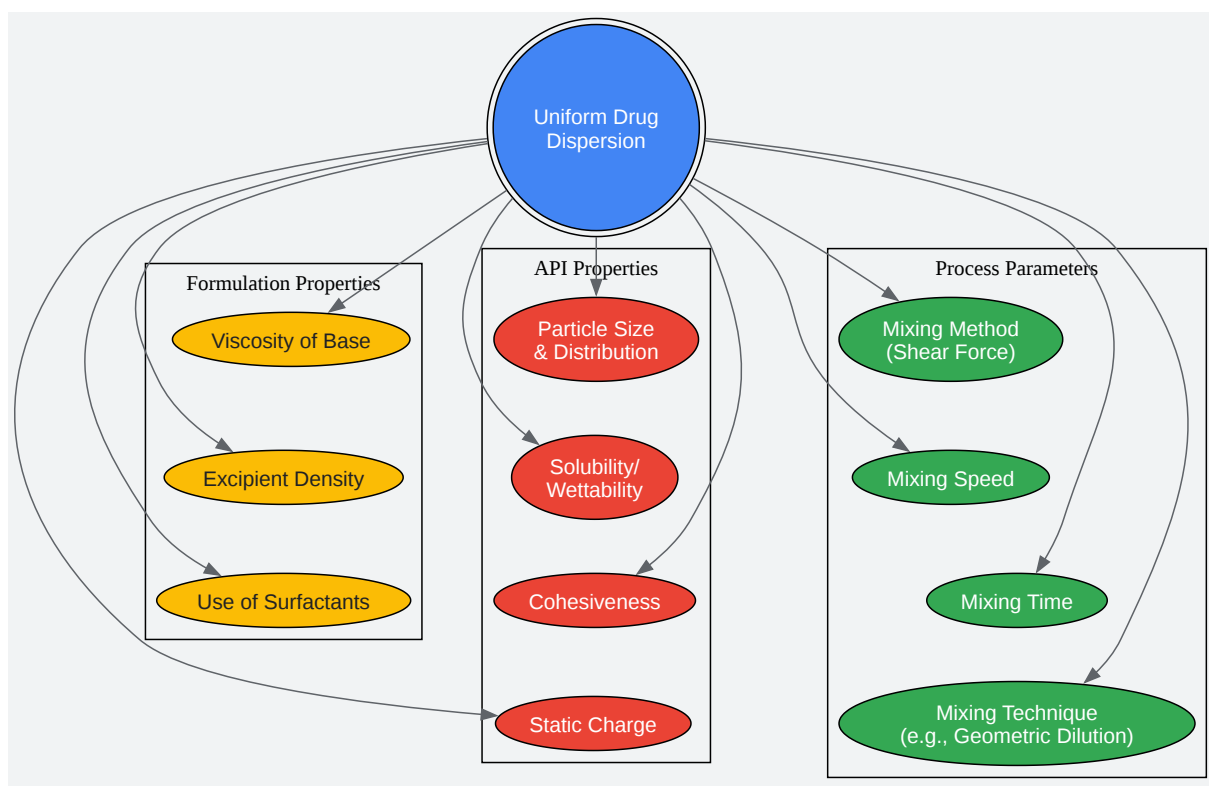 Uniform Drug
Dispersion
Formulation Properties
Viscosity of Base
Excipient Density
Use of Surfactants
API Properties
Particle Size
& Distribution
Solubility/
Wettability
Cohesiveness
Static Charge
Process Parameters
Mixing Method
(Shear Force)
Mixing Speed
Mixing Time
Mixing Technique
(e.g., Geometric Dilution)